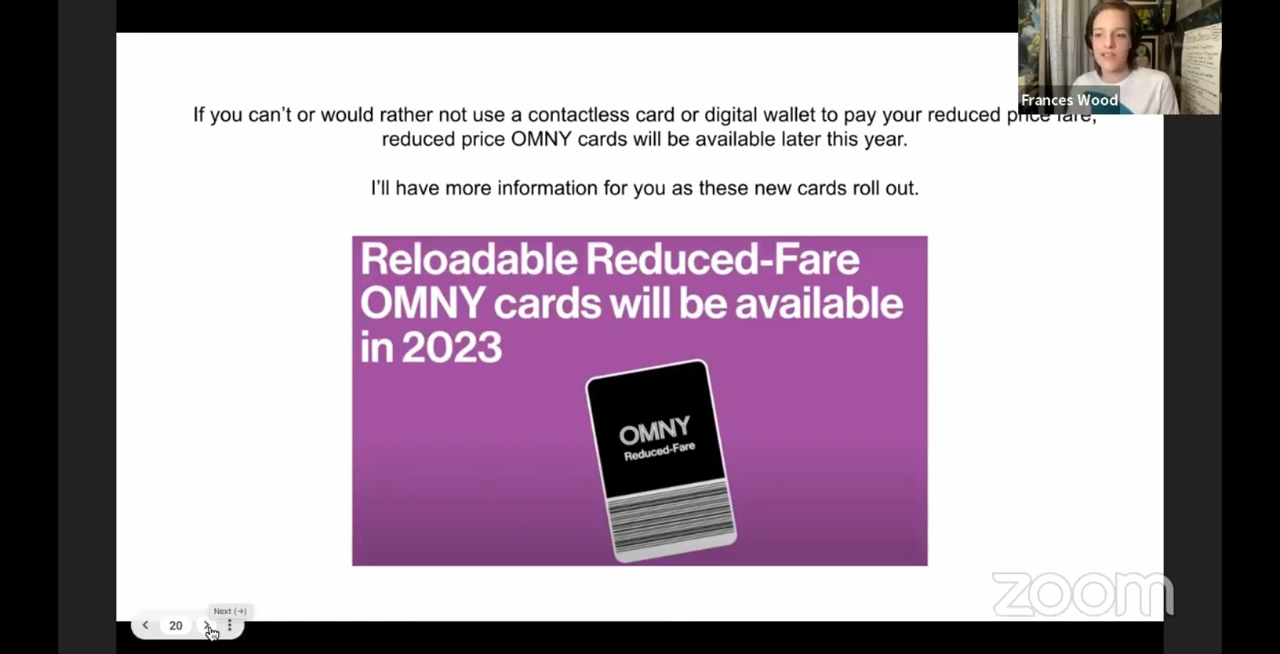 If you can't or would rather not use a contactless card or digital wallet to pay your reduced price fare,
reduced price OMNY cards will be available later this year.
I'll have more information for you as these new cards roll out.
Reloadable Reduced-Fare
OMNY cards will be available
in 2023
OMNY
Reduced-Fare
Frances Wood
zoom
Next (→)
20